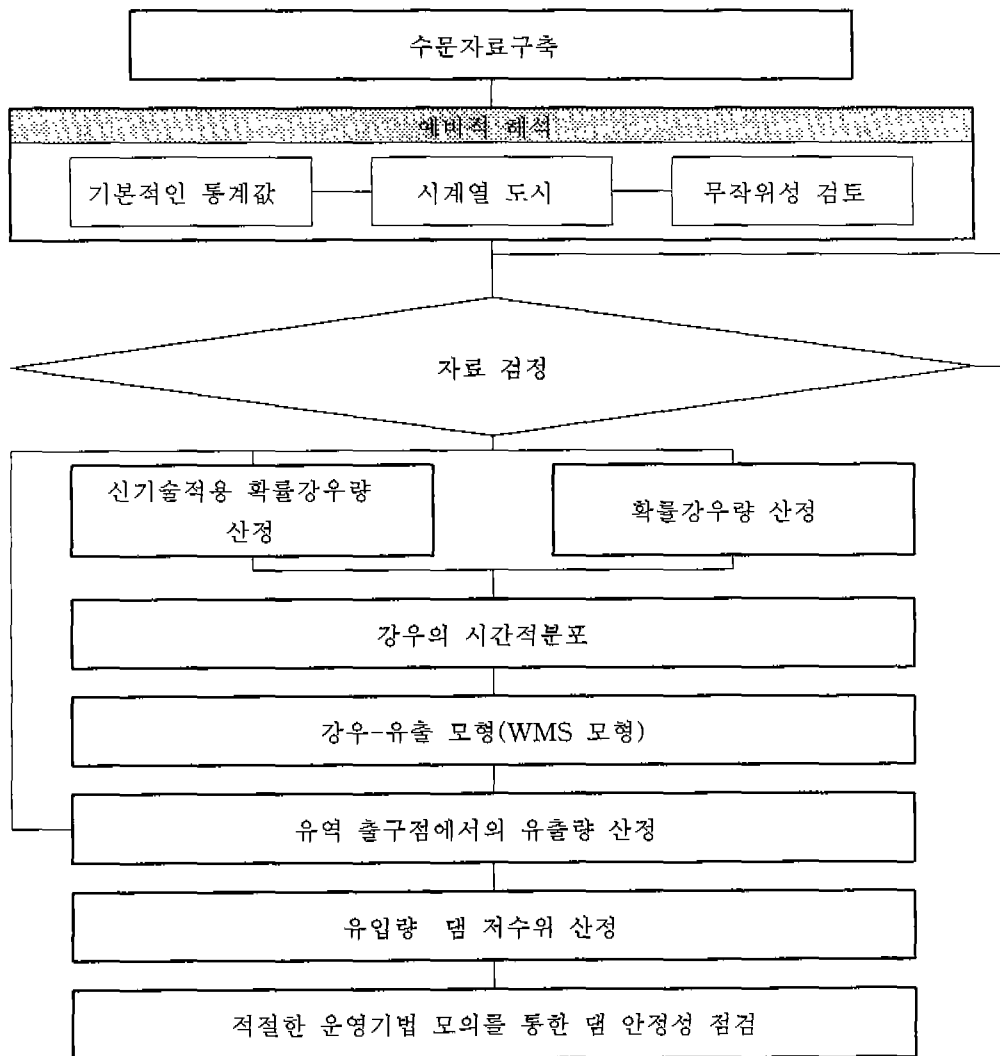 수문자료구축
예비적 해석
기본적인 통계값
시계열 도시
무작위성 검토
자료 검정
신기술적용 확률강우량
산정
확률강우량 산정
강우의 시간적분포
강우-유출 모형(WMS 모형)
유역 출구점에서의 유출량 산정
유입량 댐 저수위 산정
적절한 운영기법 모의를 통한 댐 안정성 점검